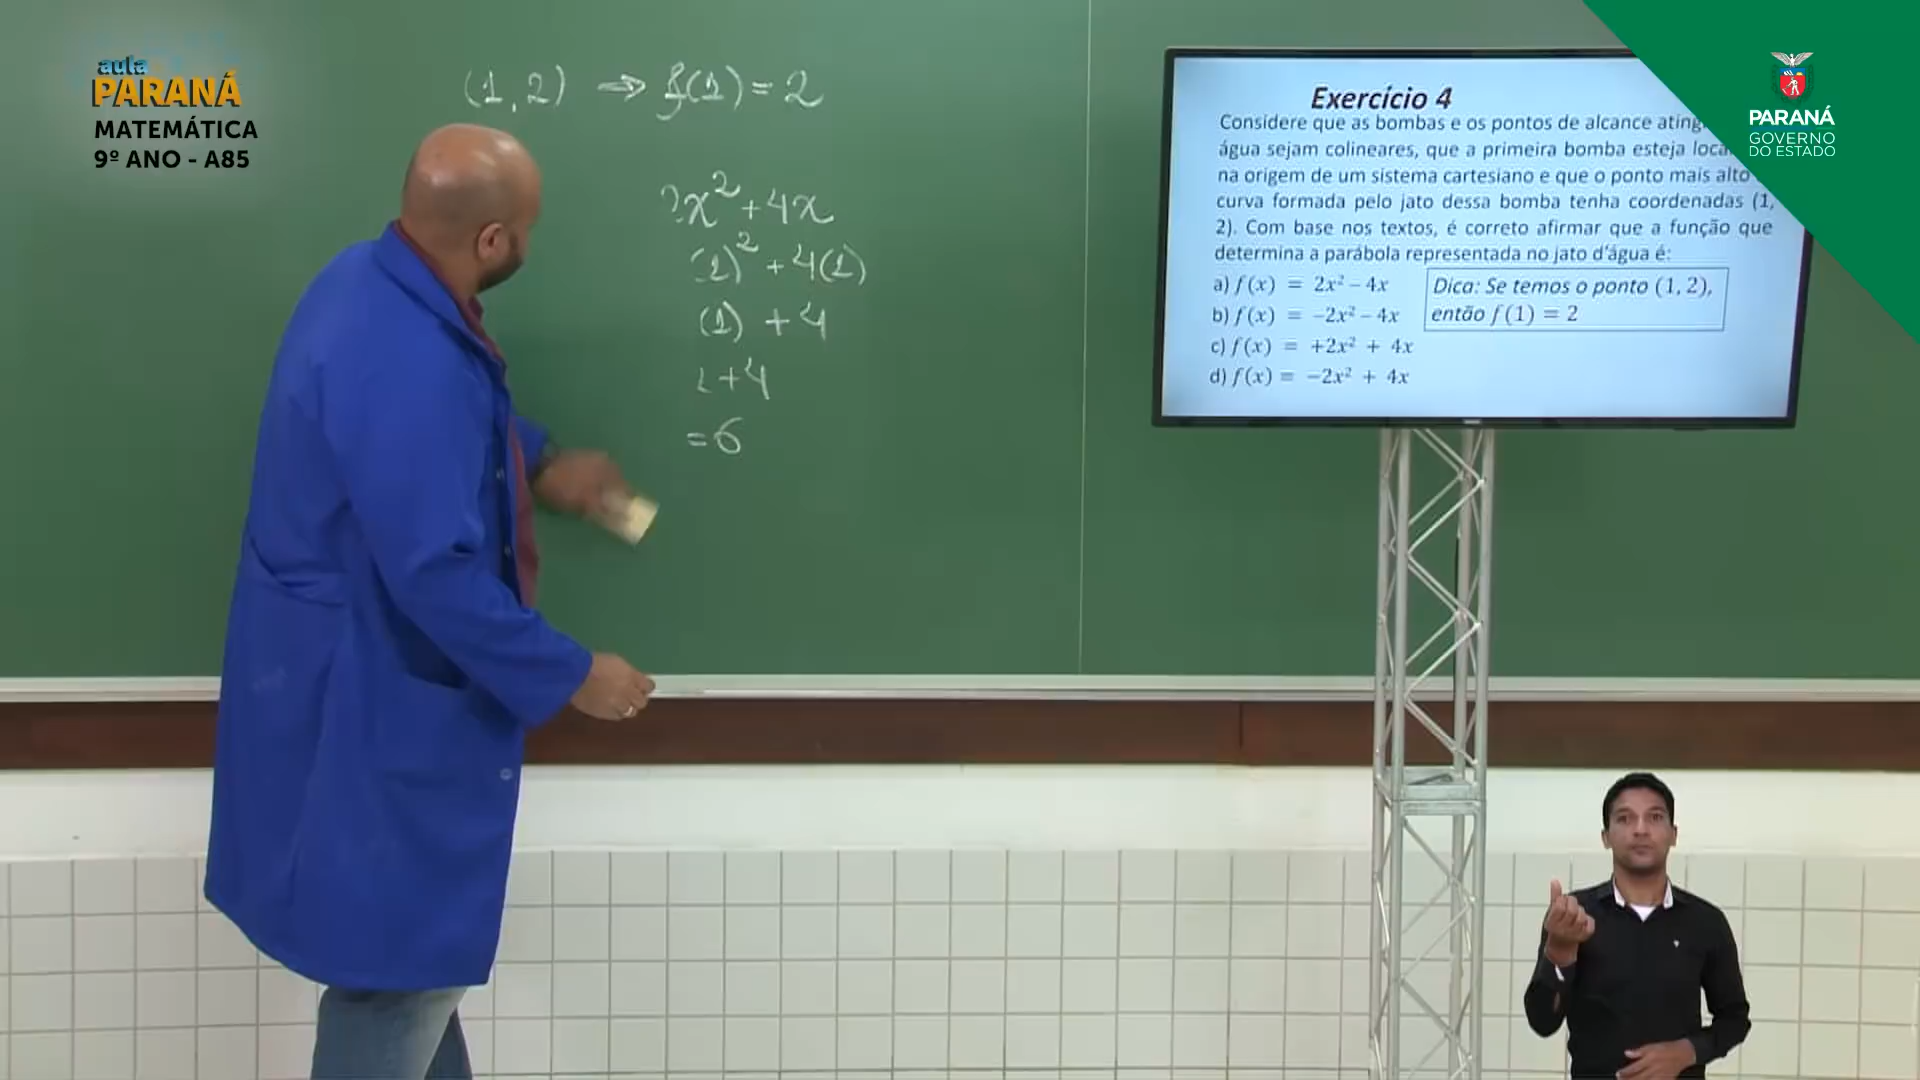 aula
PARANÁ
MATEMÁTICA
9º ANO - A85
(1,2) ⇒ f(1) = 2
x² + 4x
)² + 4(1)
(1) + 4
+4
=6
Exercício 4
Considere que as bombas e os pontos de alcance
água sejam colineares, que a primeira bomba esteja
na origem de um sistema cartesiano e que o ponto mais alto
curva formada pelo jato dessa bomba tenha coordenadas (1,
2). Com base nos textos, é correto afirmar que a função que
determina a parábola representada no jato d'água é:
a) f(x) = 2x² – 4x
b) f(x) = –2x² – 4x
c) f(x) = +2x² + 4x
d) f(x) = –2x² + 4x
Dica: Se temos o ponto (1, 2),
então f(1) = 2
PARANÁ
GOVERNO
DO ESTADO